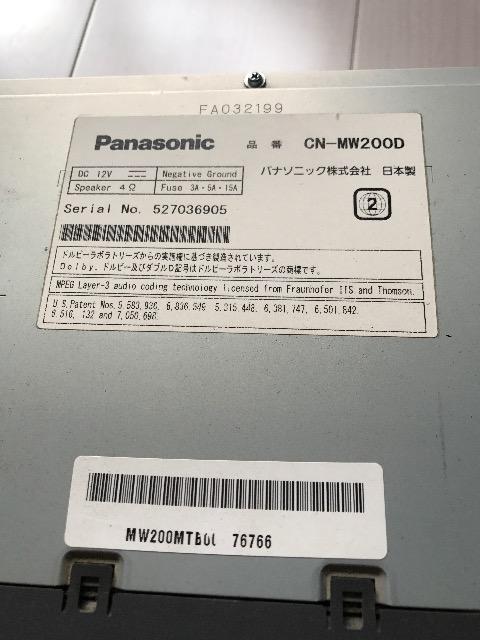 FA032199
Panasonic 品番 CN-MW200D
DC 12V Negative Ground
Speaker 4Ω Fuse 3A・5A・15A
パナソニック株式会社 日本製
Serial No. 527036905
2
ドルビーラボラトリーズからの実施権に基づき製造されています。
Dolby、ドルビー及びダブルD記号はドルビーラボラトリーズの商標です。
MPEG Layer-3 audio coding technology licensed from Fraunhofer IIS and Thomson.
U.S. Patent Nos. 5,583,936, 6,836,549, 5,315,448, 6,381,747, 6,501,842,
6,516,132 and 7,050,698.
MW200MTB00 76766